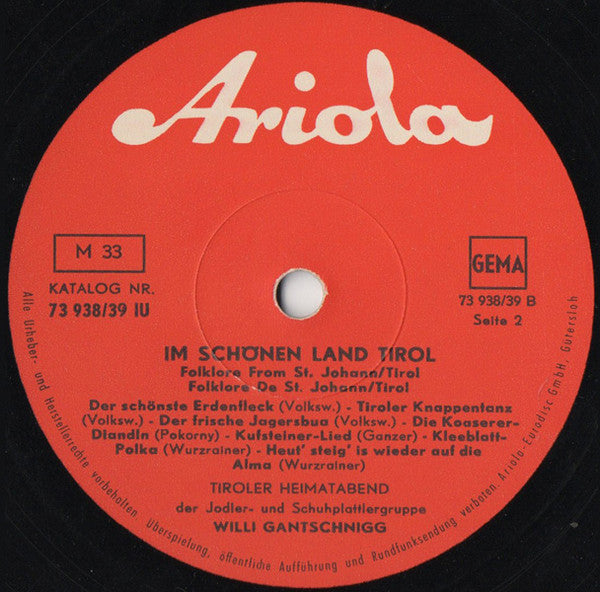 Ariola
M 33
KATALOG NR.
73 938/39 IU
GEMA
73 938/39 B
Seite 2
IM SCHÖNEN LAND TIROL
Folklore From St. Johann/Tirol
Folklore De St. Johann/Tirol
Der schönste Erdenfleck (Volksw.) - Tiroler Knappentanz
(Volksw.) - Der frische Jagersbua (Volksw.) - Die Koaserer-
Diandln (Pokorny) - Kufsteiner-Lied (Ganzer) - Kleeblatt-
Polka (Wurzrainer) - Heut' steig' is wieder auf die
Alma (Wurzrainer)
TIROLER HEIMATABEND
der Jodler- und Schuhplattlergruppe
WILLI GANTSCHNIGG
Alle Urheber- und Herstellerrechte vorbehalten. Überspielung, öffentliche Aufführung und Rundfunksendung verboten. Ariola-Eurodisc GmbH, Gütersloh